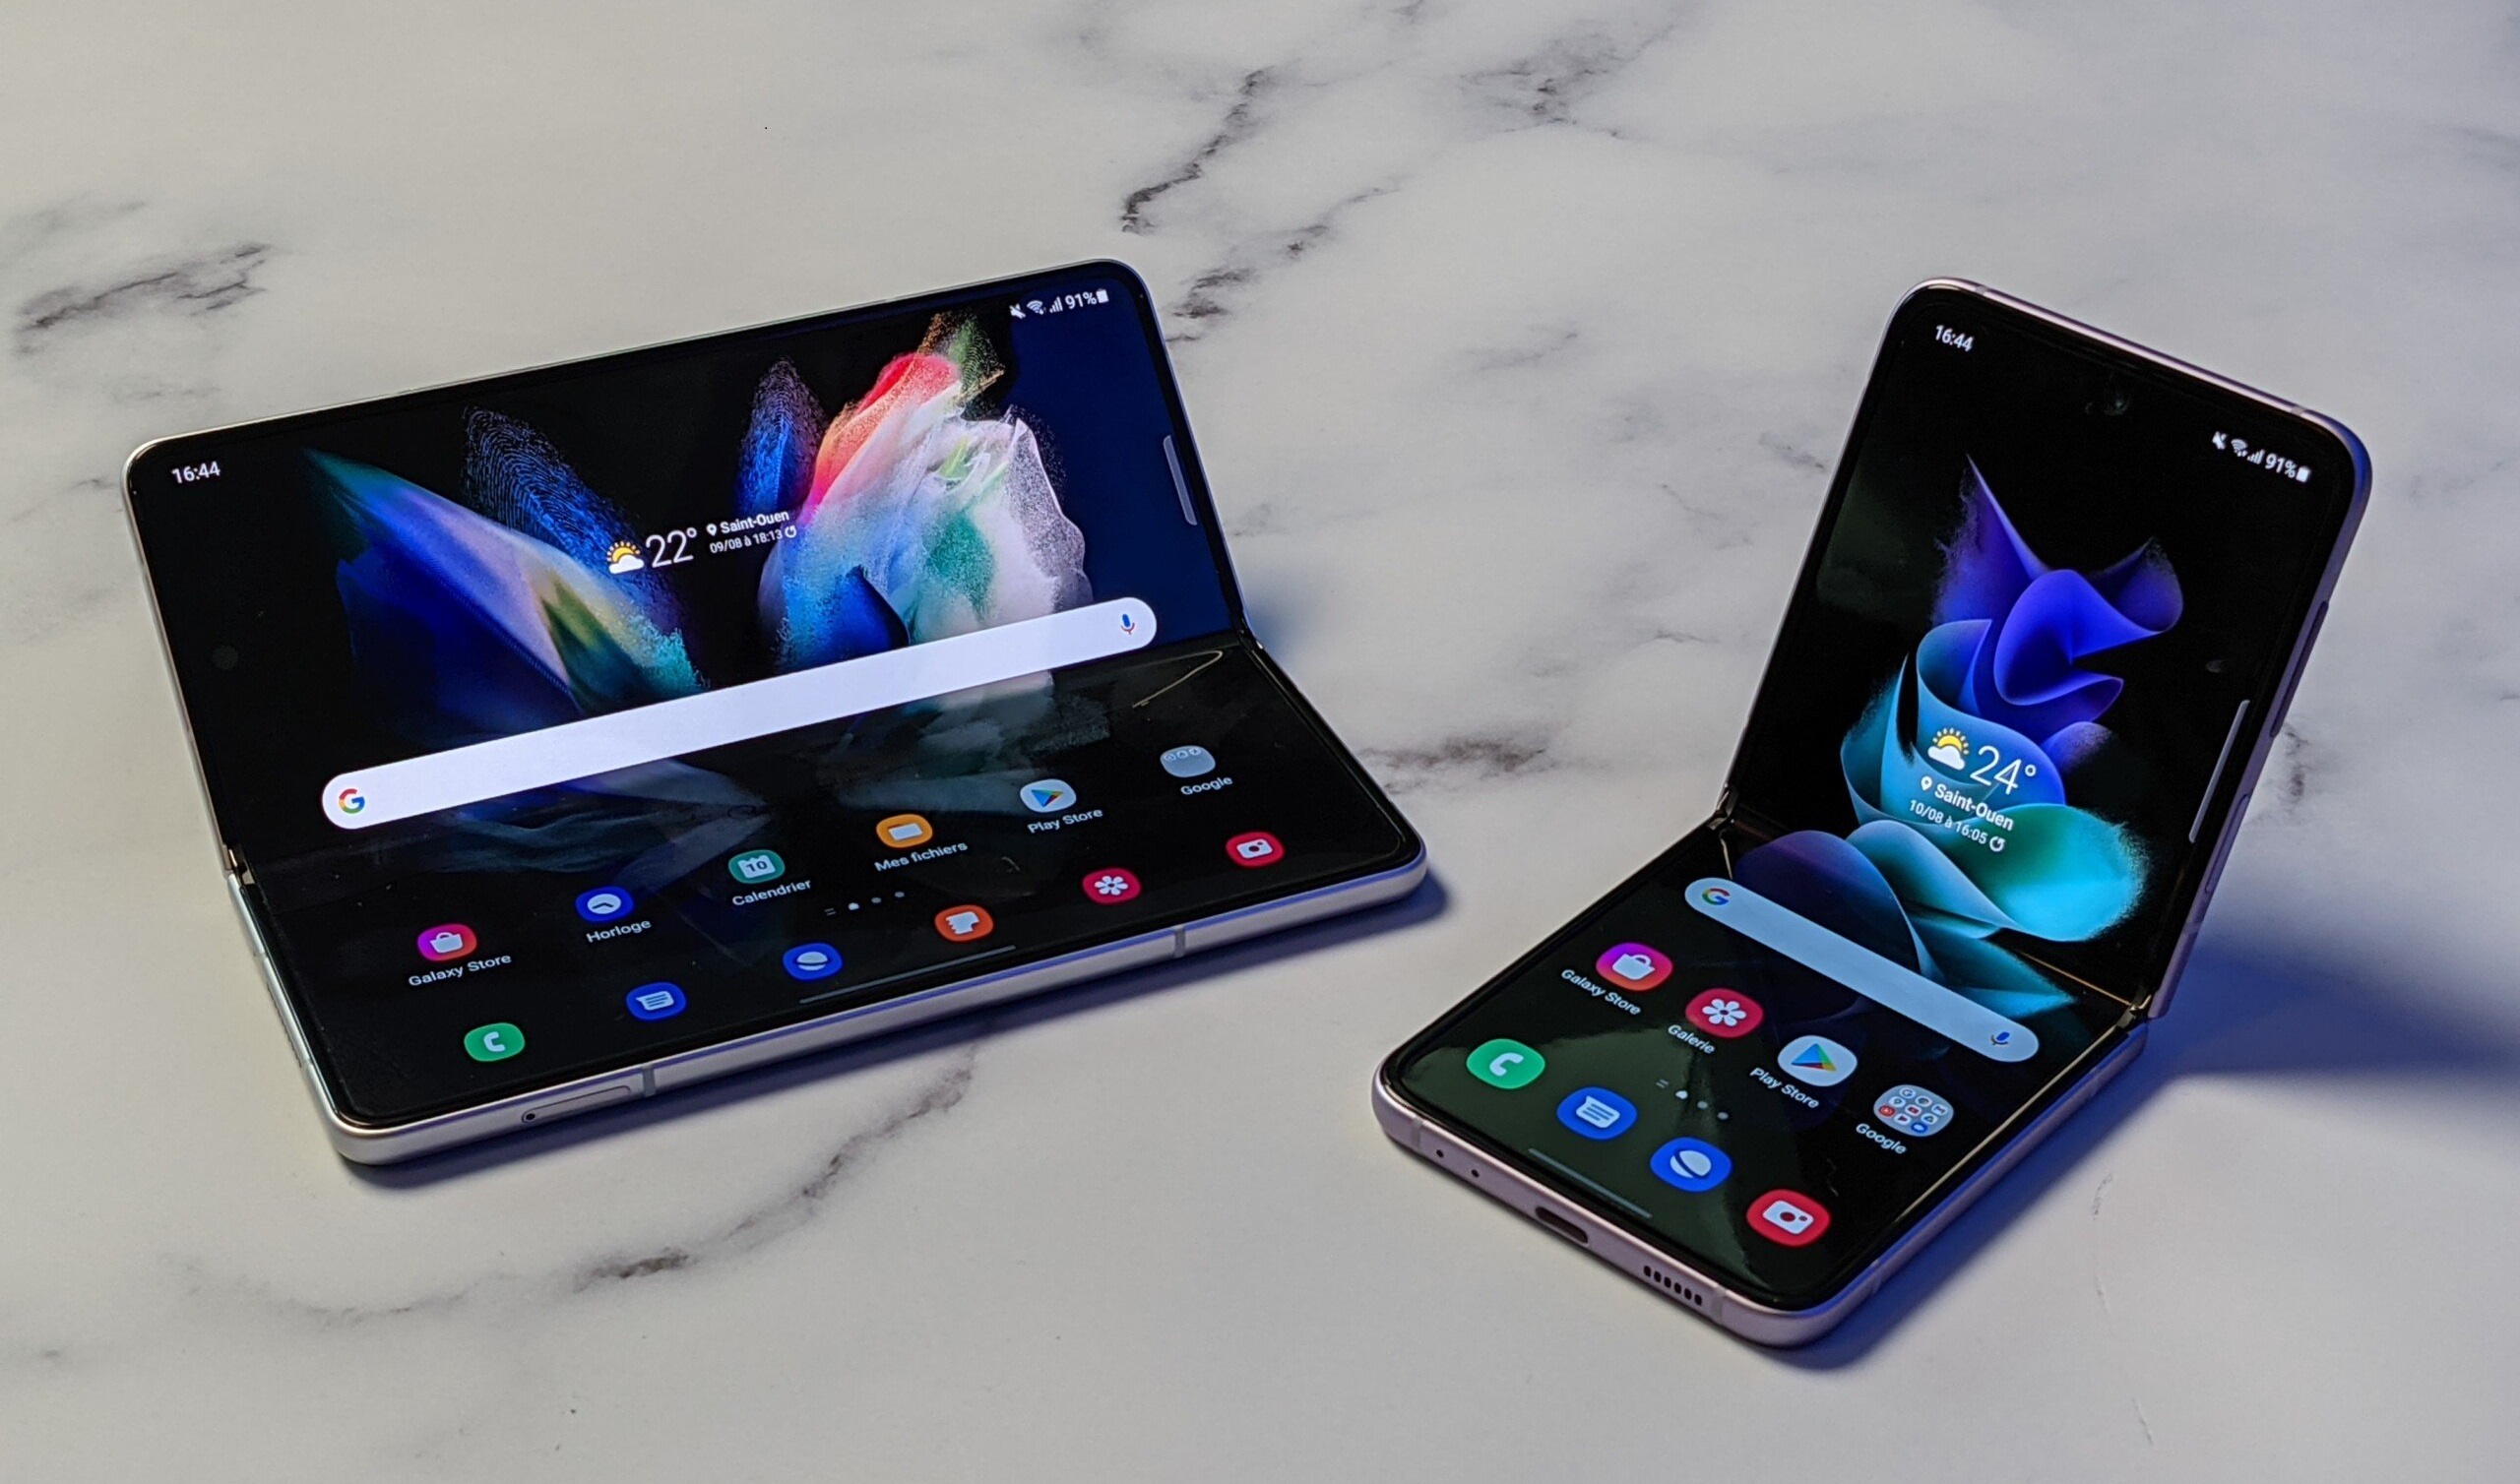 16:44
91%
22°
Saint-Ouen
09/08 à 18:13
Play Store
Google
Mes fichiers
10
Calendrier
Horloge
Galaxy Store
16:44
91%
24°
Saint-Ouen
10/08 à 16:05
G
Galaxy Store
Galerie
Play Store
Google